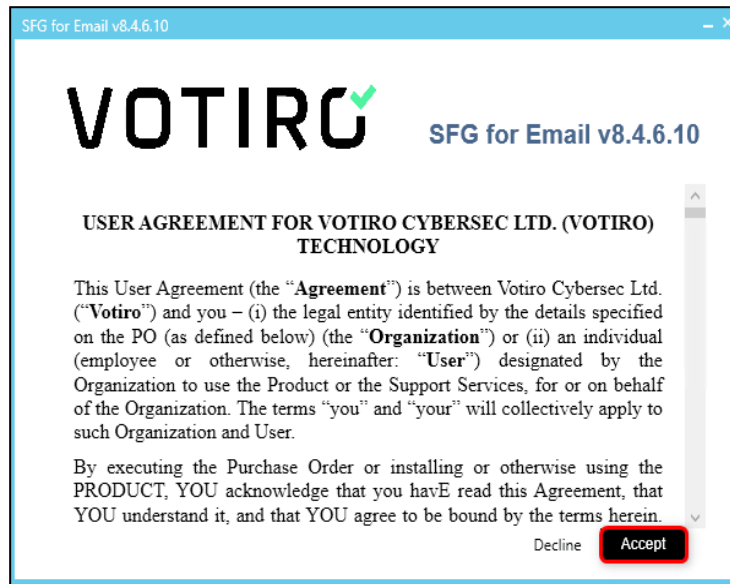 SFG for Email v8.4.6.10
VOTIRO
SFG for Email v8.4.6.10
USER AGREEMENT FOR VOTIRO CYBERSEC LTD. (VOTIRO)
TECHNOLOGY
This User Agreement (the “Agreement”) is between Votiro Cybersec Ltd.
(“Votiro”) and you – (i) the legal entity identified by the details specified
on the PO (as defined below) (the “Organization”) or (ii) an individual
(employee or otherwise, hereinafter: “User”) designated by the
Organization to use the Product or the Support Services, for or on behalf
of the Organization. The terms “you” and “your” will collectively apply to
such Organization and User.
By executing the Purchase Order or installing or otherwise using the
PRODUCT, YOU acknowledge that you havE read this Agreement, that
YOU understand it, and that YOU agree to be bound by the terms herein.
Decline Accept